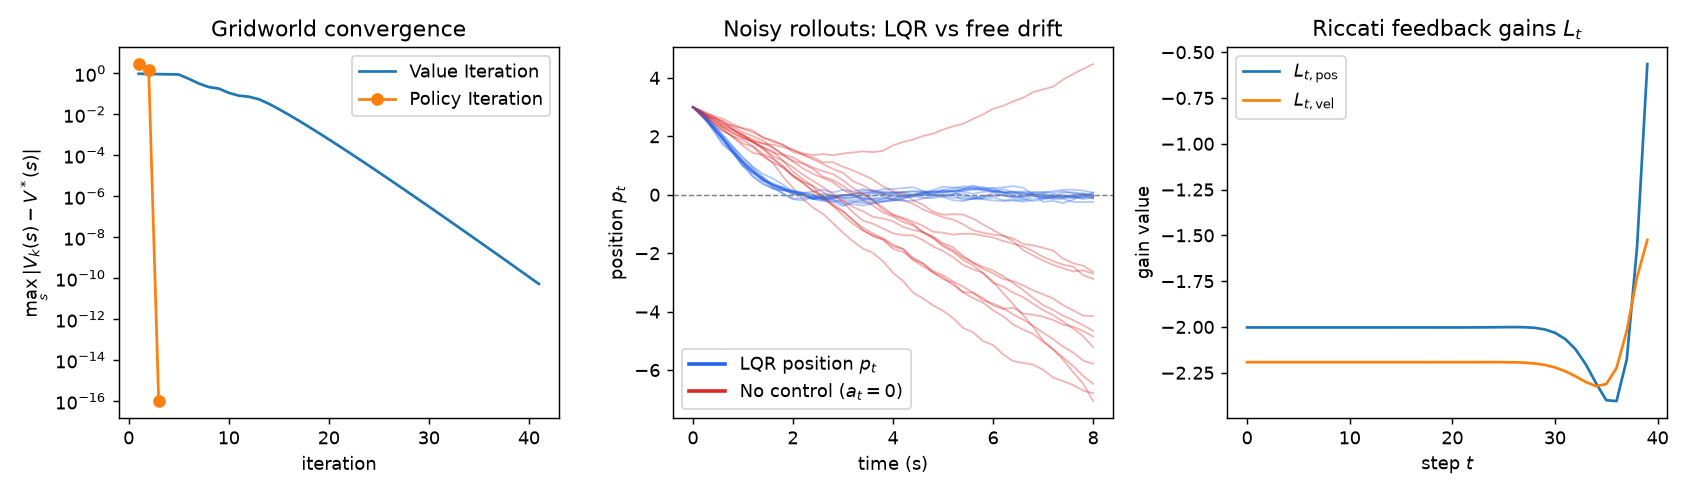 Gridworld convergence
Value Iteration
Policy Iteration
10^0
10^−2
10^−4
10^−6
10^−8
10^−10
10^−12
10^−14
10^−16
max_s |V_k(s) − V^*(s)|
0 10 20 30 40
iteration
Noisy rollouts: LQR vs free drift
4
2
0
−2
−4
−6
position p_t
LQR position p_t
No control (a_t = 0)
0 2 4 6 8
time (s)
Riccati feedback gains L_t
L_{t, pos}
L_{t, vel}
−0.50
−0.75
−1.00
−1.25
−1.50
−1.75
−2.00
−2.25
gain value
0 10 20 30 40
step t